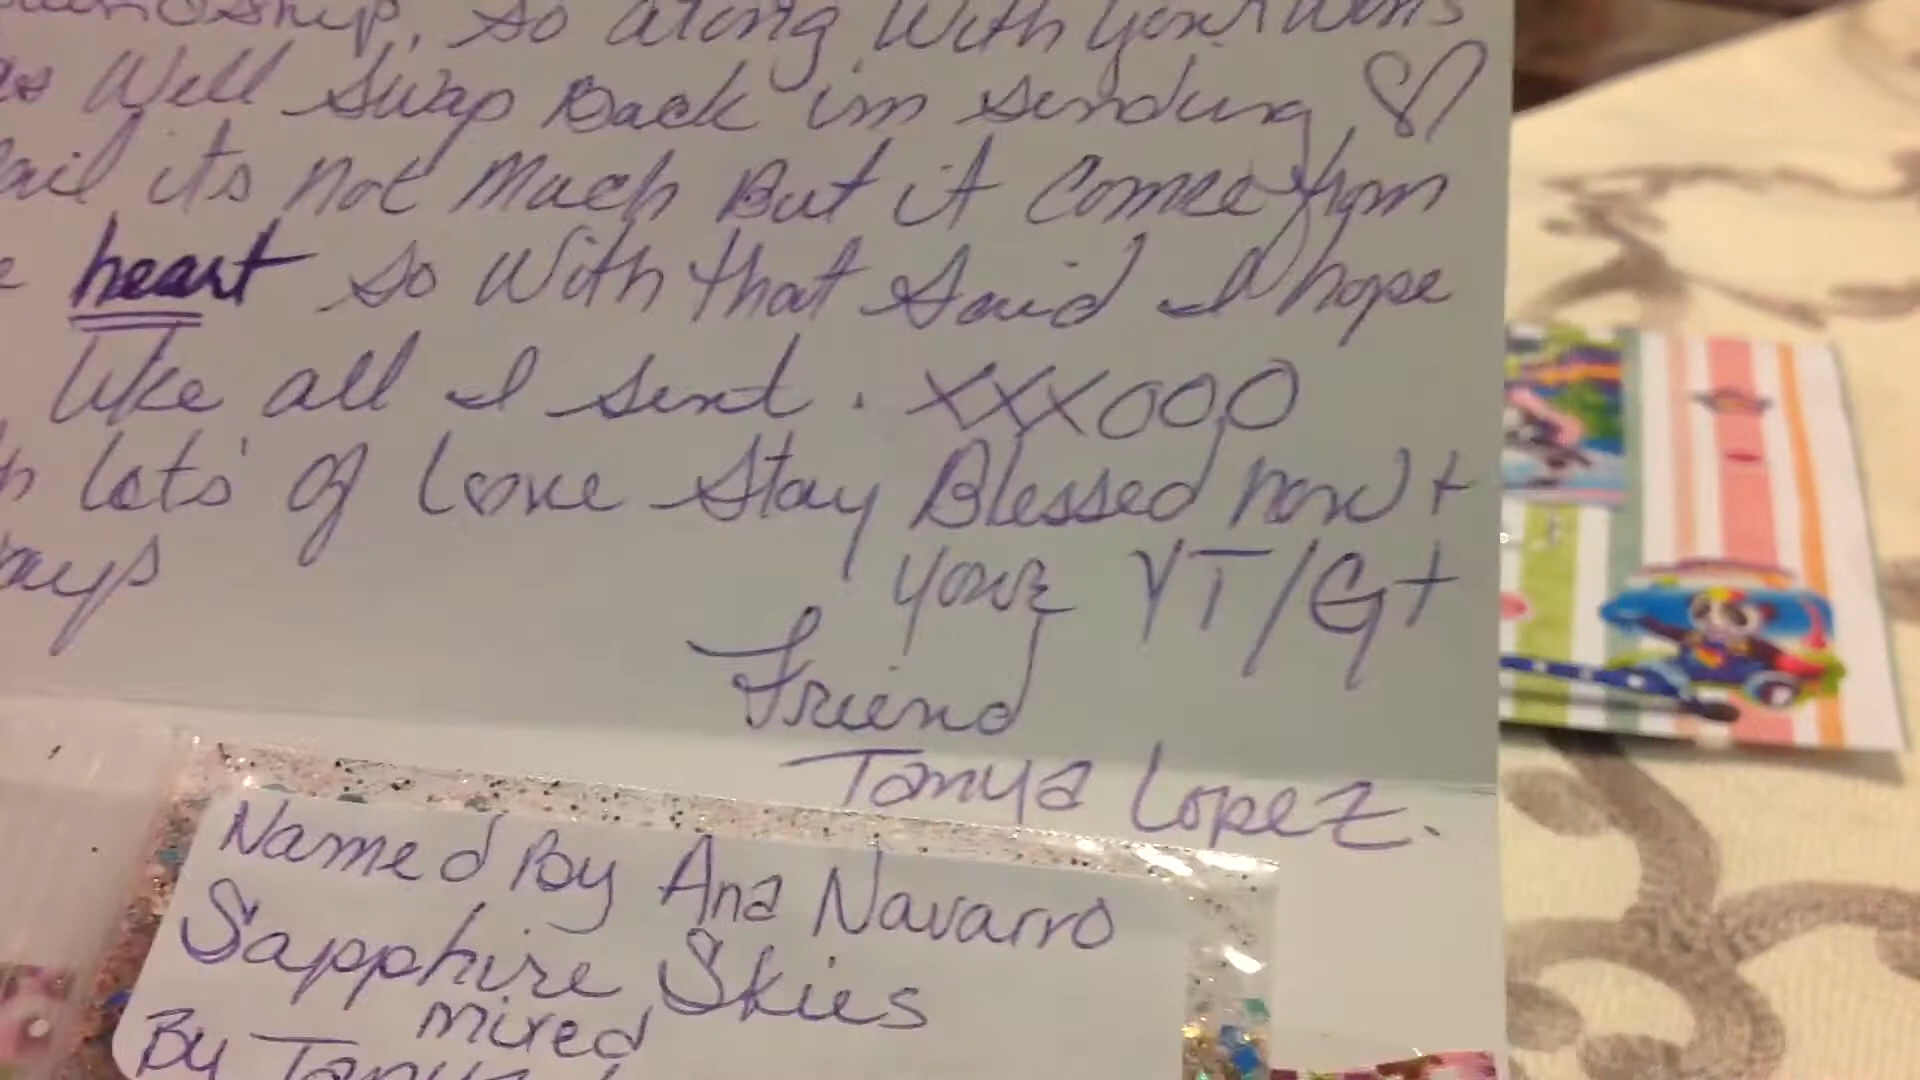 So along with your wins
as well swap Back im sending ♡
its not Much But it Comes from
heart so With that Said I hope
like all I sent. XXXOOO
lots of Love Stay Blessed now +
your YT/G+
Friend
Tanya Lopez.
Named By Ana Navarro
Sapphire Skies
mixed
By